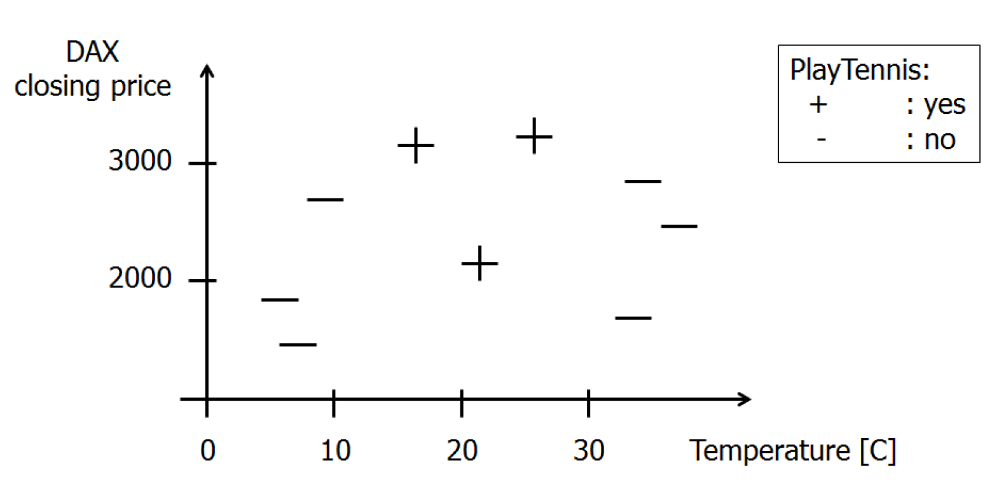 DAX
closing price
3000
2000
0 10 20 30 Temperature [C]
PlayTennis:
+ : yes
- : no